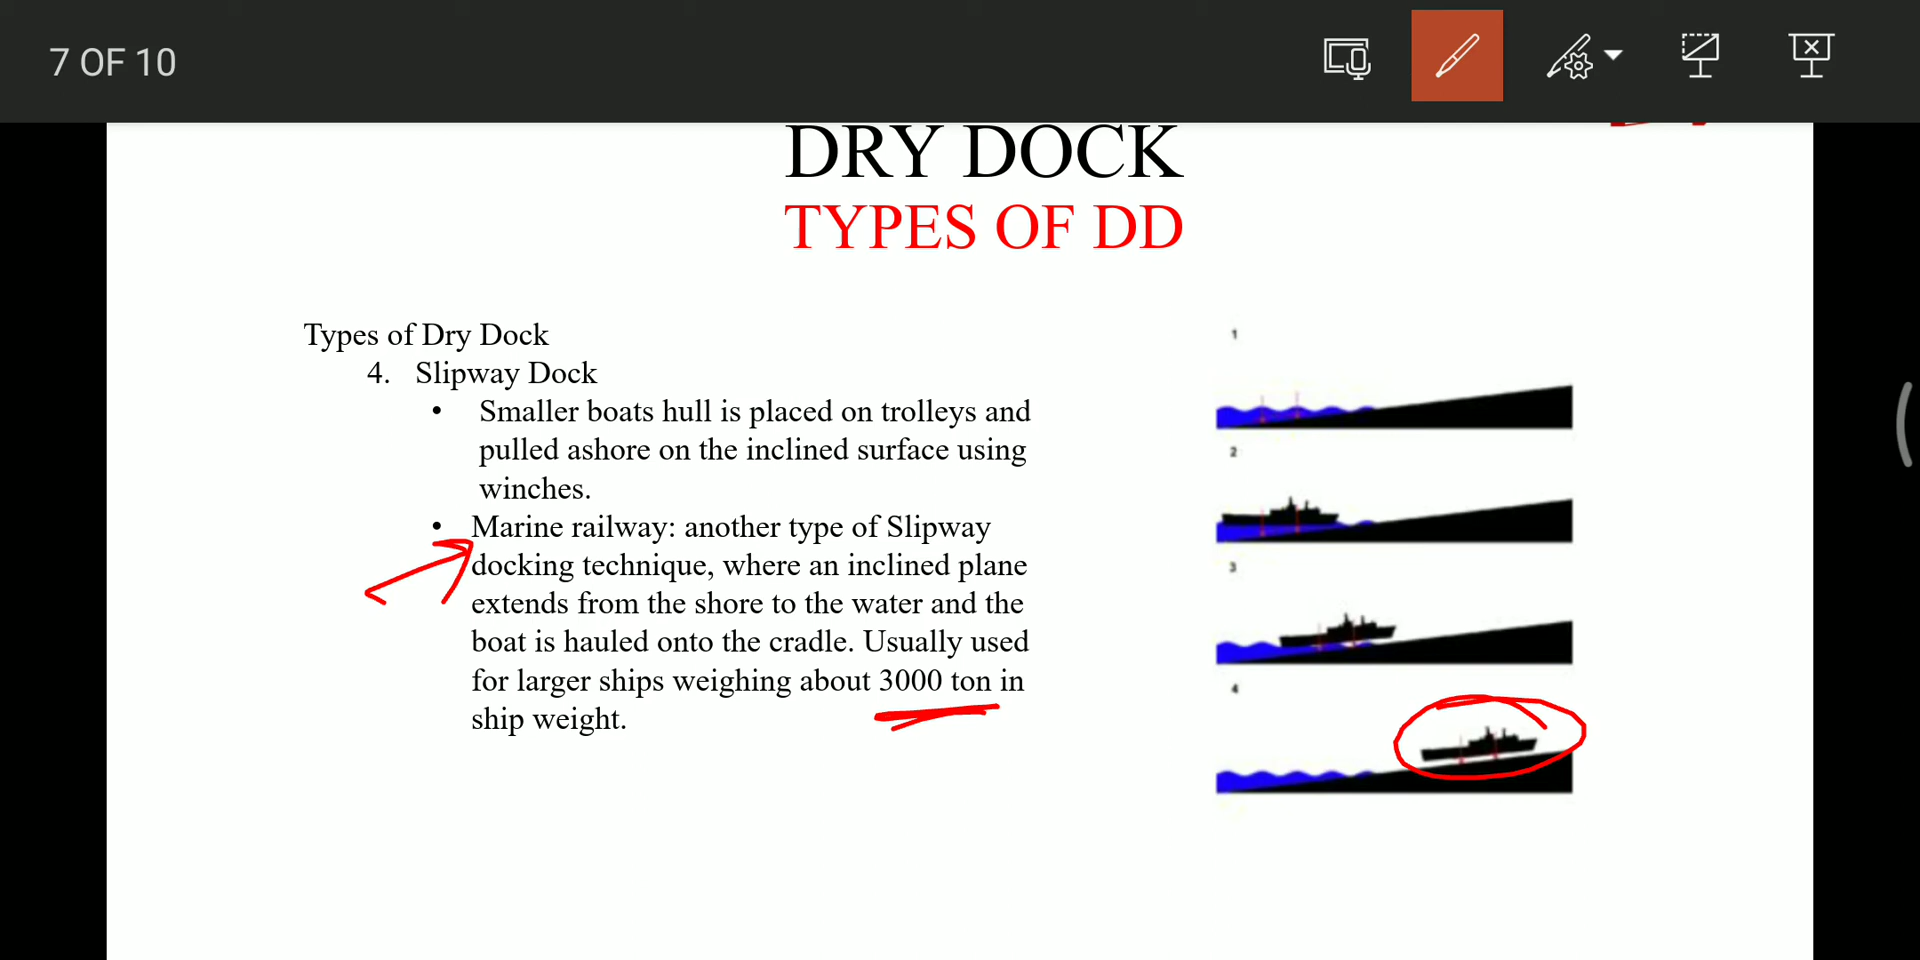 7 OF 10
DRY DOCK
TYPES OF DD
Types of Dry Dock
4. Slipway Dock
• Smaller boats hull is placed on trolleys and
pulled ashore on the inclined surface using
winches.
• Marine railway: another type of Slipway
docking technique, where an inclined plane
extends from the shore to the water and the
boat is hauled onto the cradle. Usually used
for larger ships weighing about 3000 ton in
ship weight.
1
2
3
4